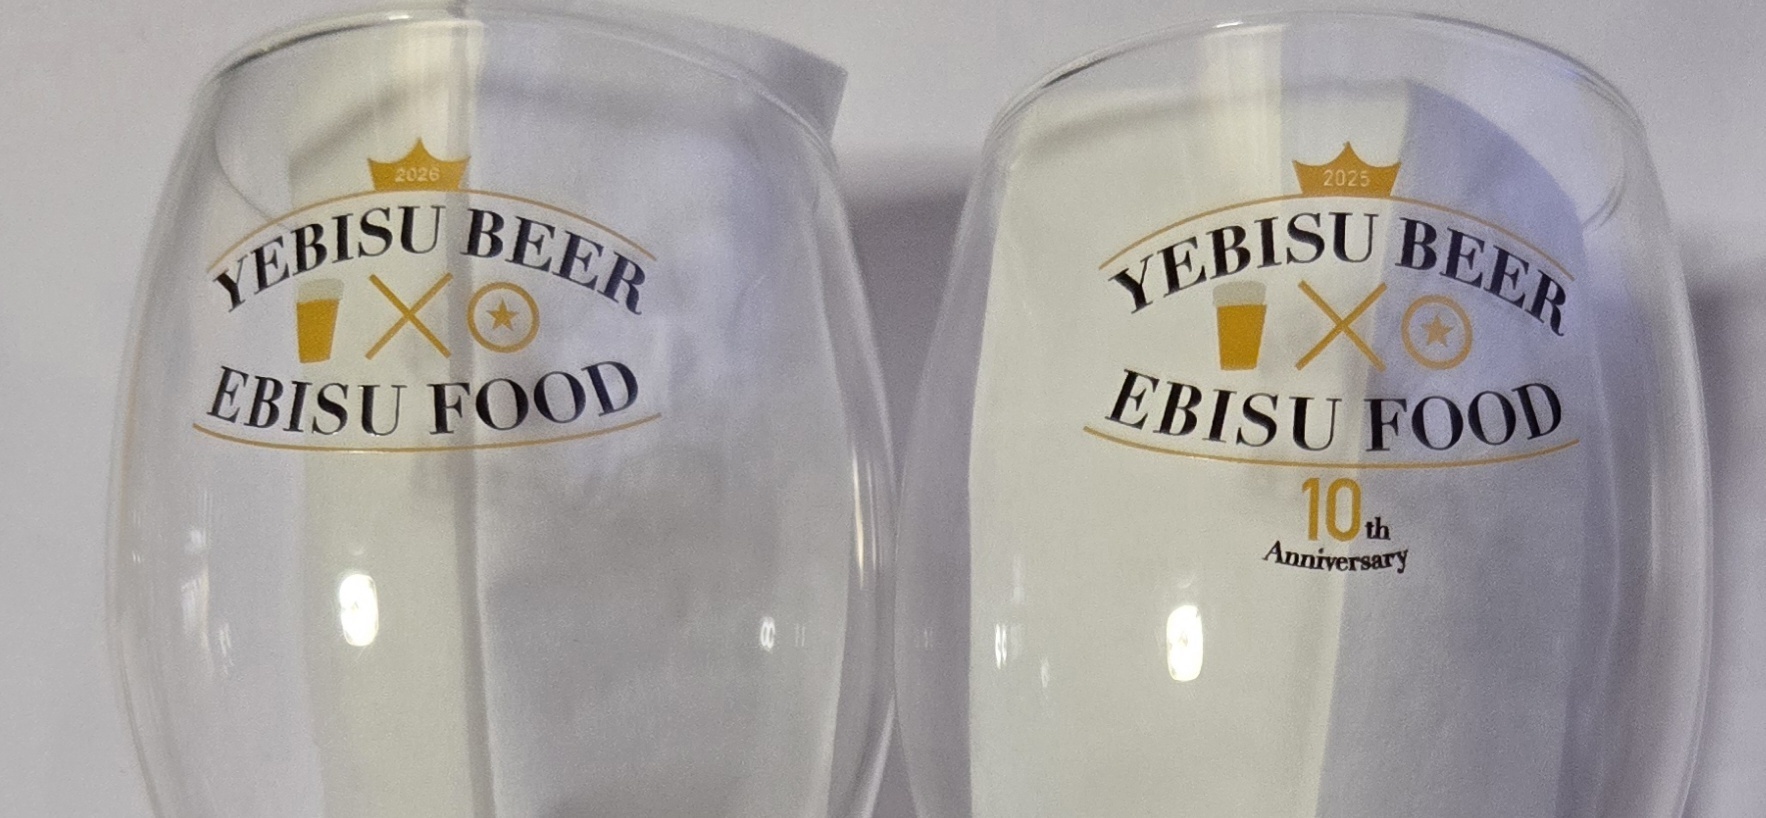 2026
YEBISU BEER
EBISU FOOD
2025
YEBISU BEER
EBISU FOOD
10th
Anniversary